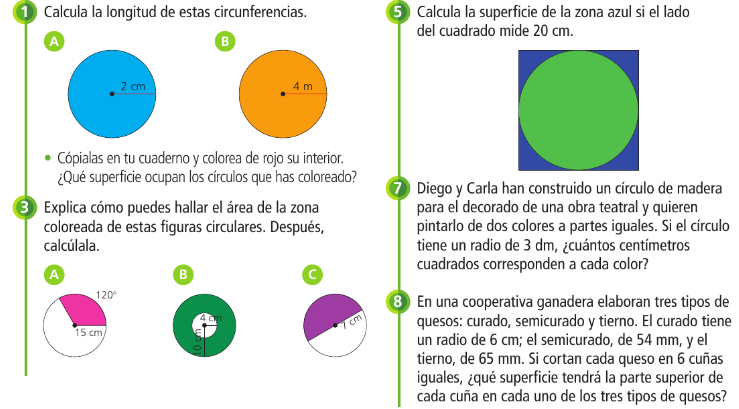 1 Calcula la longitud de estas circunferencias.
A
B
2 cm
4 m
• Cópialas en tu cuaderno y colorea de rojo su interior.
¿Qué superficie ocupan los círculos que has coloreado?
3 Explica cómo puedes hallar el área de la zona
coloreada de estas figuras circulares. Después,
calcúlala.
A
B
C
120º
15 cm
4 cm
10 cm
7 cm
5 Calcula la superficie de la zona azul si el lado
del cuadrado mide 20 cm.
7 Diego y Carla han construido un círculo de madera
para el decorado de una obra teatral y quieren
pintarlo de dos colores a partes iguales. Si el círculo
tiene un radio de 3 dm, ¿cuántos centímetros
cuadrados corresponden a cada color?
8 En una cooperativa ganadera elaboran tres tipos de
quesos: curado, semicurado y tierno. El curado tiene
un radio de 6 cm; el semicurado, de 54 mm, y el
tierno, de 65 mm. Si cortan cada queso en 6 cuñas
iguales, ¿qué superficie tendrá la parte superior de
cada cuña en cada uno de los tres tipos de quesos?